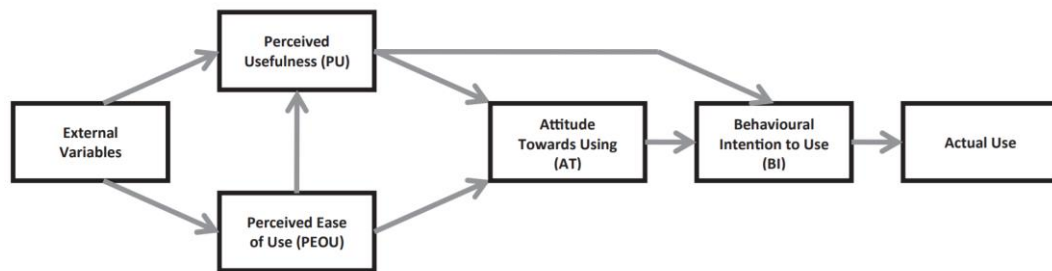 Perceived
Usefulness (PU)
External
Variables
Perceived Ease
of Use (PEOU)
Attitude
Towards Using
(AT)
Behavioural
Intention to Use
(BI)
Actual Use